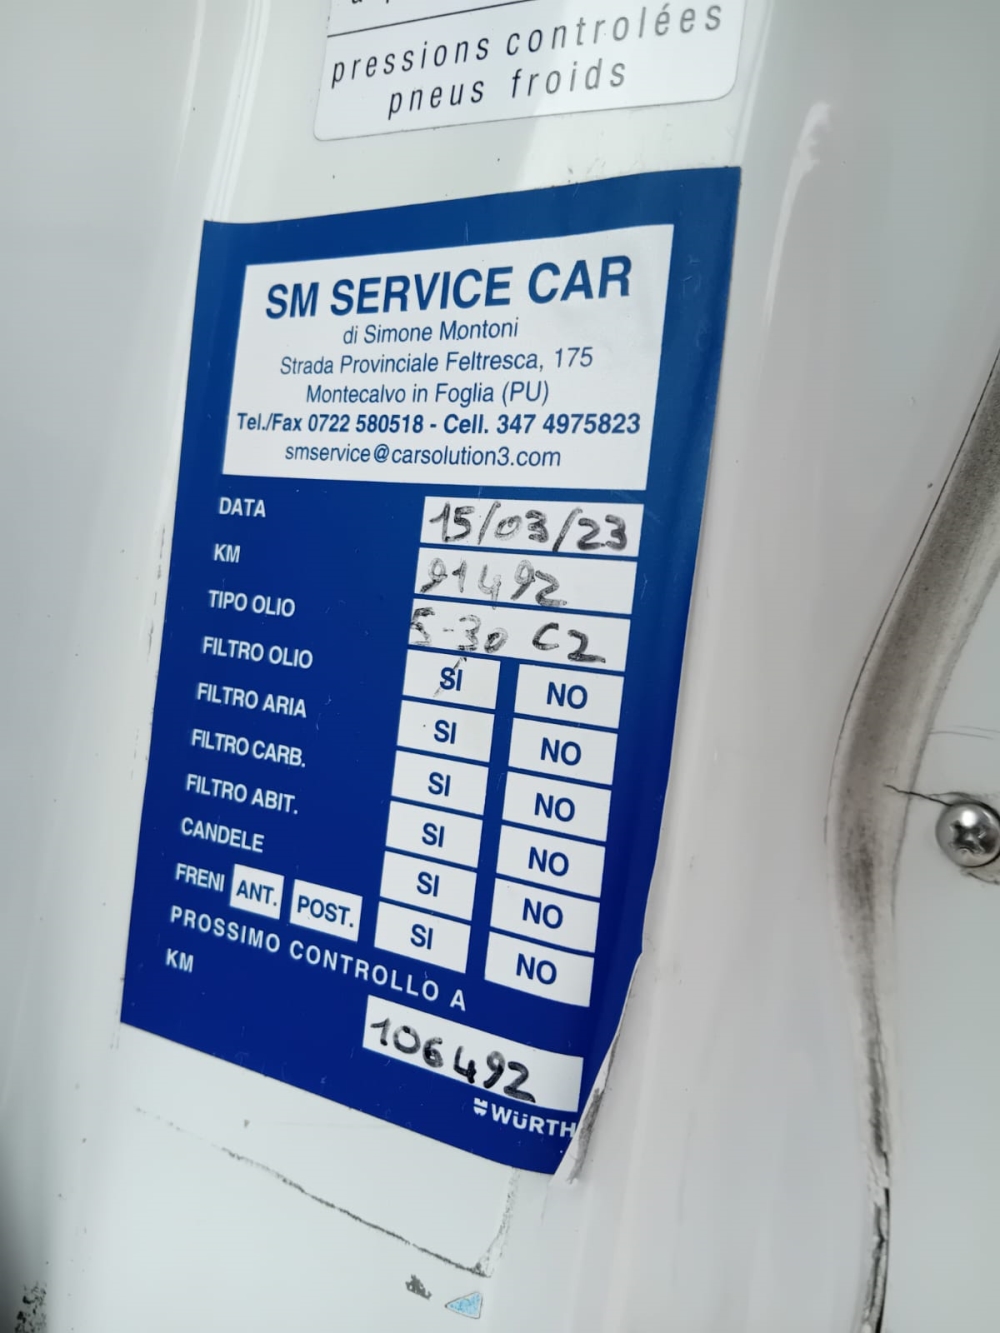 pressions controlées
pneus froids
SM SERVICE CAR
di Simone Montoni
Strada Provinciale Feltresca, 175
Montecalvo in Foglia (PU)
Tel./Fax 0722 580518 - Cell. 347 4975823
smservice@carsolution3.com
DATA 15/03/23
KM 91492
TIPO OLIO 5-30 C2
FILTRO OLIO SI NO
FILTRO ARIA SI NO
FILTRO CARB. SI NO
FILTRO ABIT. SI NO
CANDELE SI NO
FRENI ANT. POST. SI NO
PROSSIMO CONTROLLO A
KM 106492
WÜRTH